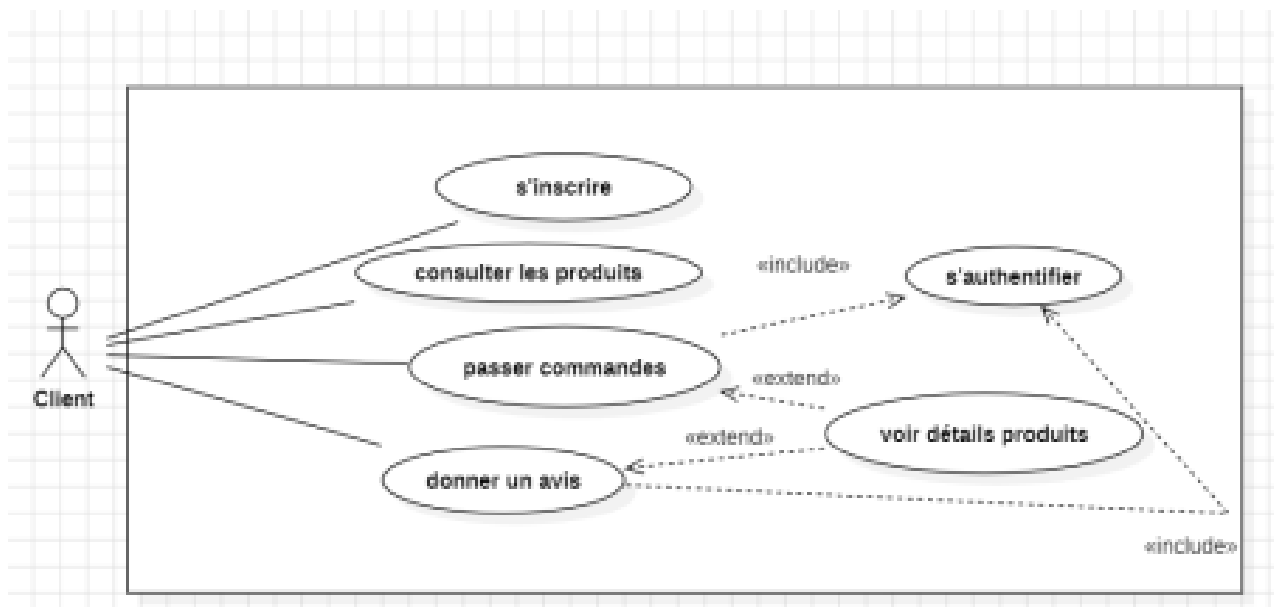 s'inscrire
consulter les produits
«include»
s'authentifier
passer commandes
«extend»
Client
voir détails produits
«extend»
donner un avis
«include»